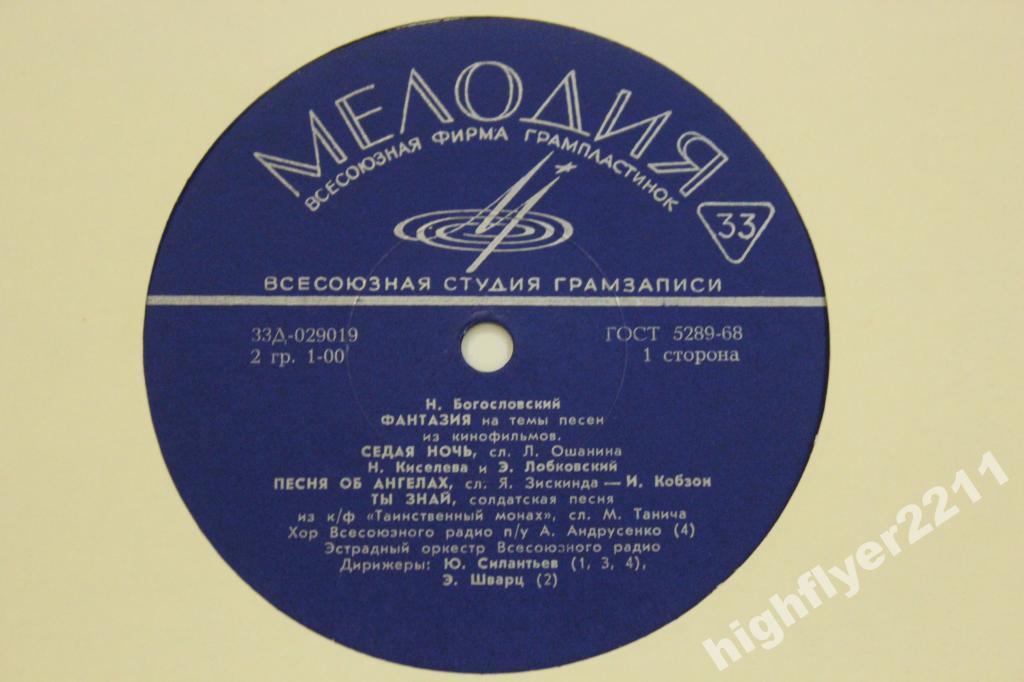 МЕЛОДИЯ
ВСЕСОЮЗНАЯ ФИРМА ГРАМПЛАСТИНОК
33
ВСЕСОЮЗНАЯ СТУДИЯ ГРАМЗАПИСИ
33Д-029019
ГОСТ 5289-68
2 гр. 1-00
1 сторона
Н. Богословский
ФАНТАЗИЯ на темы песен
из кинофильмов.
СЕДАЯ НОЧЬ, сл. Л. Ошанина
Н. Киселева и Э. Лобковский
ПЕСНЯ ОБ АНГЕЛАХ, сл. Я. Зискинда — И. Кобзон
ТЫ ЗНАЙ, солдатская песня
из к/ф «Таинственный монах», сл. М. Танича
Хор Всесоюзного радио п/у А. Андрусенко (4)
Эстрадный оркестр Всесоюзного радио
Дирижеры: Ю. Силантьев (1, 3, 4),
Э. Шварц (2)
highflyer2211